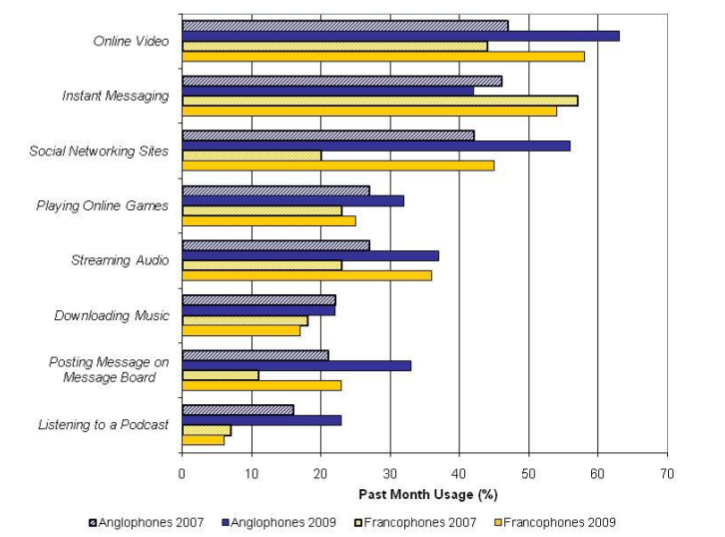 Online Video
Instant Messaging
Social Networking Sites
Playing Online Games
Streaming Audio
Downloading Music
Posting Message on
Message Board
Listening to a Podcast
0 10 20 30 40 50 60 70
Past Month Usage (%)
Anglophones 2007 Anglophones 2009 Francophones 2007 Francophones 2009